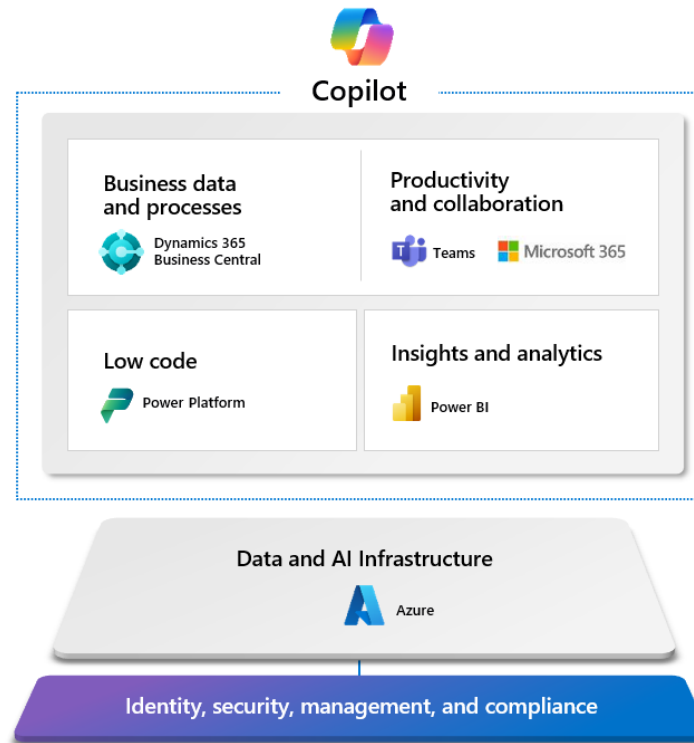 Copilot
Business data
and processes
Dynamics 365
Business Central
Productivity
and collaboration
Teams
Microsoft 365
Low code
Power Platform
Insights and analytics
Power BI
Data and AI Infrastructure
Azure
Identity, security, management, and compliance